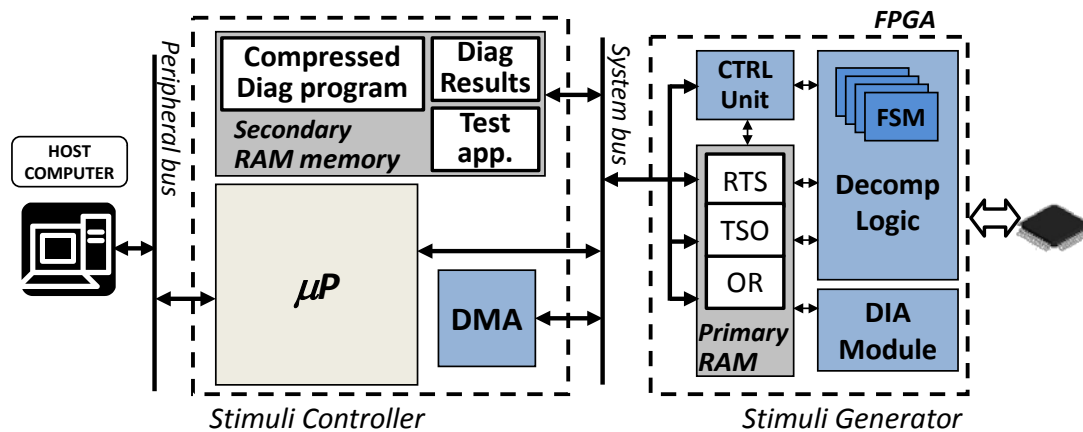 HOST
COMPUTER
Peripheral bus
Compressed
Diag program
Diag
Results
Secondary
RAM memory
Test
app.
μP
DMA
Stimuli Controller
System bus
FPGA
CTRL
Unit
FSM
Decomp
Logic
RTS
TSO
OR
Primary
RAM
DIA
Module
Stimuli Generator